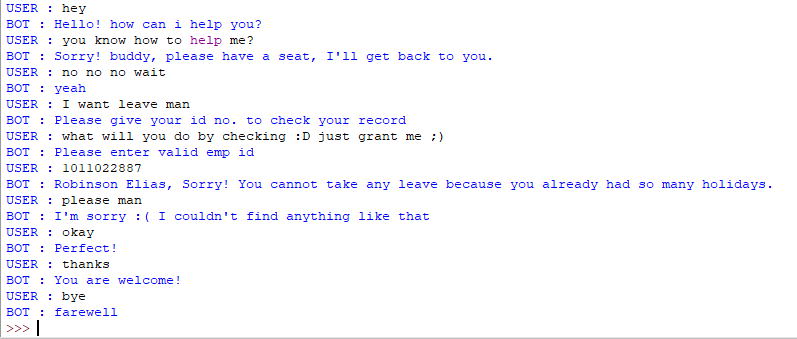 USER : hey
BOT : Hello! how can i help you?
USER : you know how to help me?
BOT : Sorry! buddy, please have a seat, I'll get back to you.
USER : no no no wait
BOT : yeah
USER : I want leave man
BOT : Please give your id no. to check your record
USER : what will you do by checking :D just grant me ;)
BOT : Please enter valid emp id
USER : 1011022887
BOT : Robinson Elias, Sorry! You cannot take any leave because you already had so many holidays.
USER : please man
BOT : I'm sorry :( I couldn't find anything like that
USER : okay
BOT : Perfect!
USER : thanks
BOT : You are welcome!
USER : bye
BOT : farewell
>>>